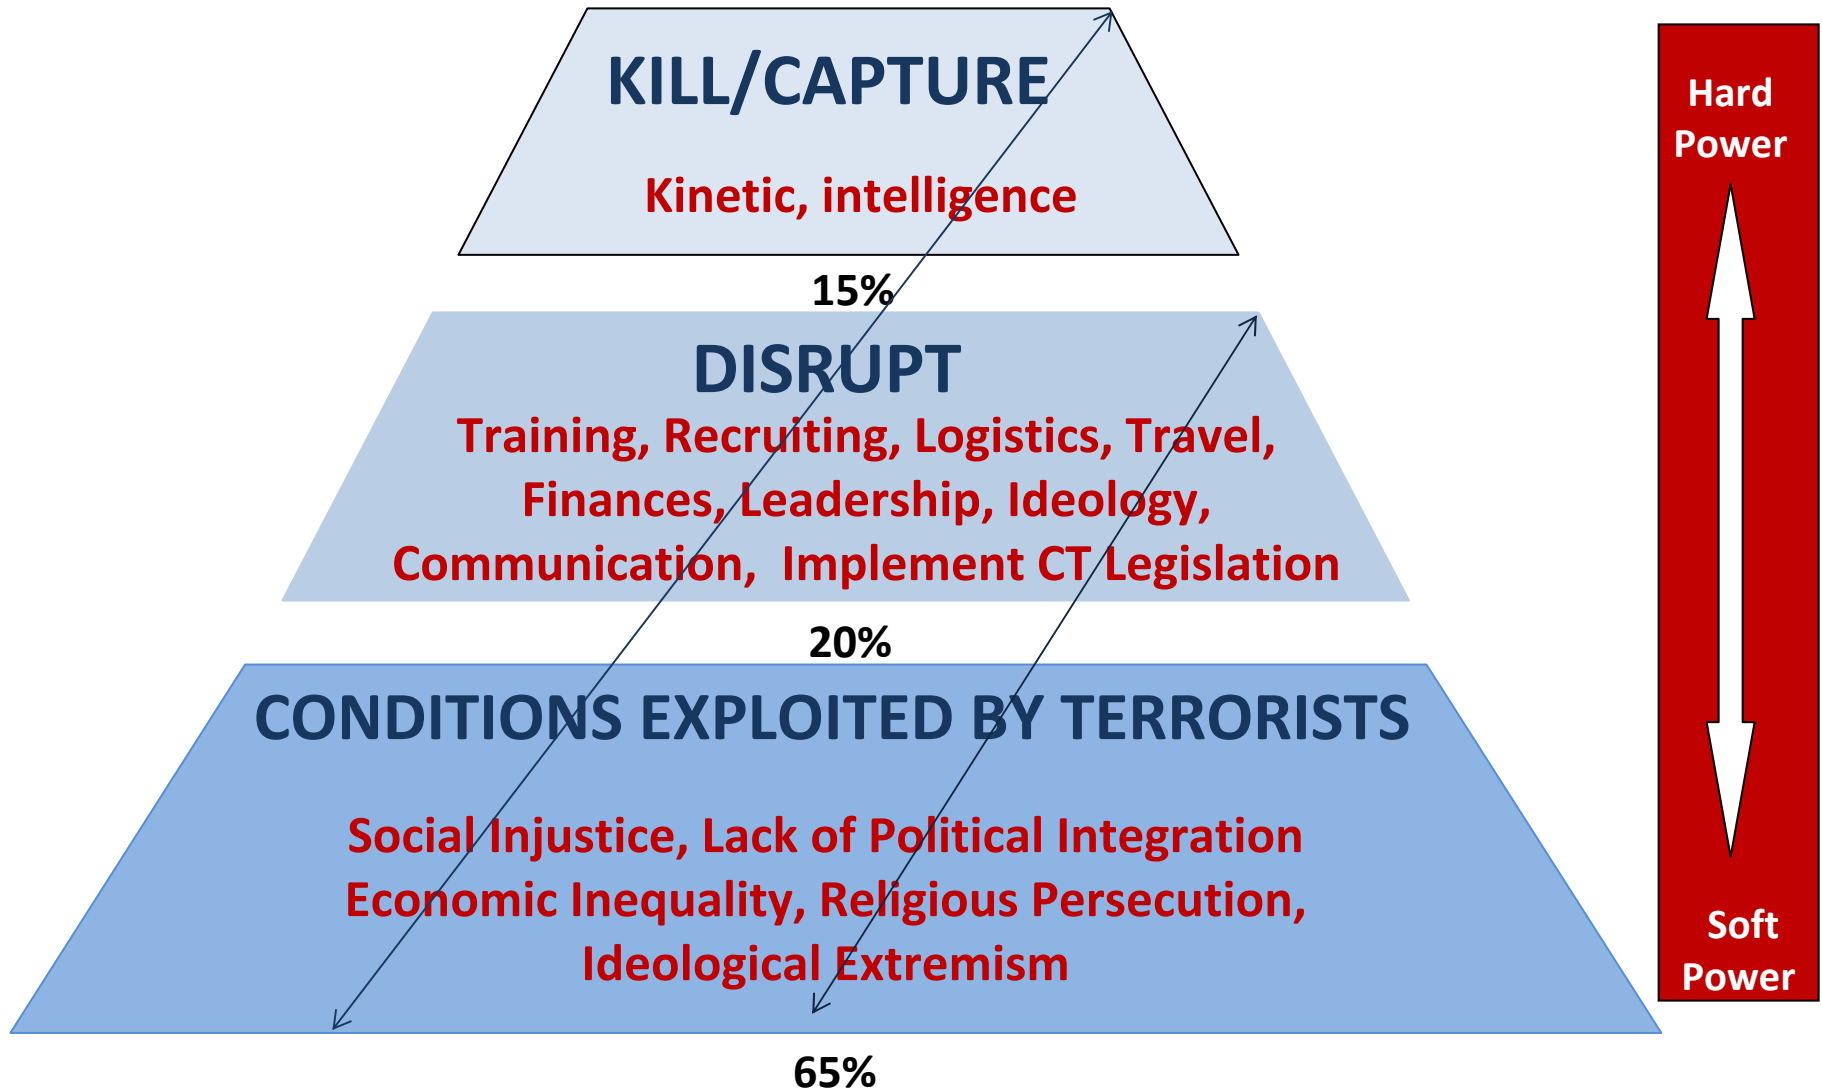 KILL/CAPTURE
Kinetic, intelligence
15%
DISRUPT
Training, Recruiting, Logistics, Travel,
Finances, Leadership, Ideology,
Communication, Implement CT Legislation
20%
CONDITIONS EXPLOITED BY TERRORISTS
Social Injustice, Lack of Political Integration
Economic Inequality, Religious Persecution,
Ideological Extremism
65%
Hard
Power
Soft
Power